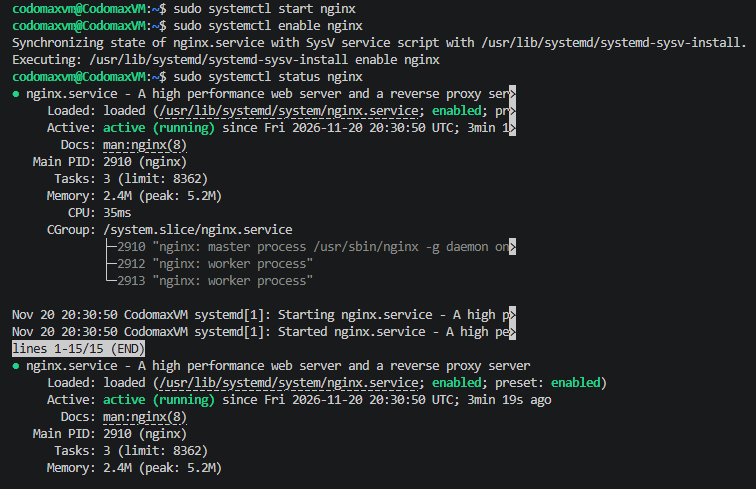 codomaxvm@CodomaxVM:~$ sudo systemctl start nginx
codomaxvm@CodomaxVM:~$ sudo systemctl enable nginx
Synchronizing state of nginx.service with SysV service script with /usr/lib/systemd/systemd-sysv-install.
Executing: /usr/lib/systemd/systemd-sysv-install enable nginx
codomaxvm@CodomaxVM:~$ sudo systemctl status nginx
● nginx.service - A high performance web server and a reverse proxy ser>
     Loaded: loaded (/usr/lib/systemd/system/nginx.service; enabled; pr>
     Active: active (running) since Fri 2026-11-20 20:30:50 UTC; 3min 1>
       Docs: man:nginx(8)
   Main PID: 2910 (nginx)
      Tasks: 3 (limit: 8362)
     Memory: 2.4M (peak: 5.2M)
        CPU: 35ms
     CGroup: /system.slice/nginx.service
             ├─2910 "nginx: master process /usr/sbin/nginx -g daemon on>
             ├─2912 "nginx: worker process"
             └─2913 "nginx: worker process"

Nov 20 20:30:50 CodomaxVM systemd[1]: Starting nginx.service - A high p>
Nov 20 20:30:50 CodomaxVM systemd[1]: Started nginx.service - A high pe>
lines 1-15/15 (END)
● nginx.service - A high performance web server and a reverse proxy server
     Loaded: loaded (/usr/lib/systemd/system/nginx.service; enabled; preset: enabled)
     Active: active (running) since Fri 2026-11-20 20:30:50 UTC; 3min 19s ago
       Docs: man:nginx(8)
   Main PID: 2910 (nginx)
      Tasks: 3 (limit: 8362)
     Memory: 2.4M (peak: 5.2M)